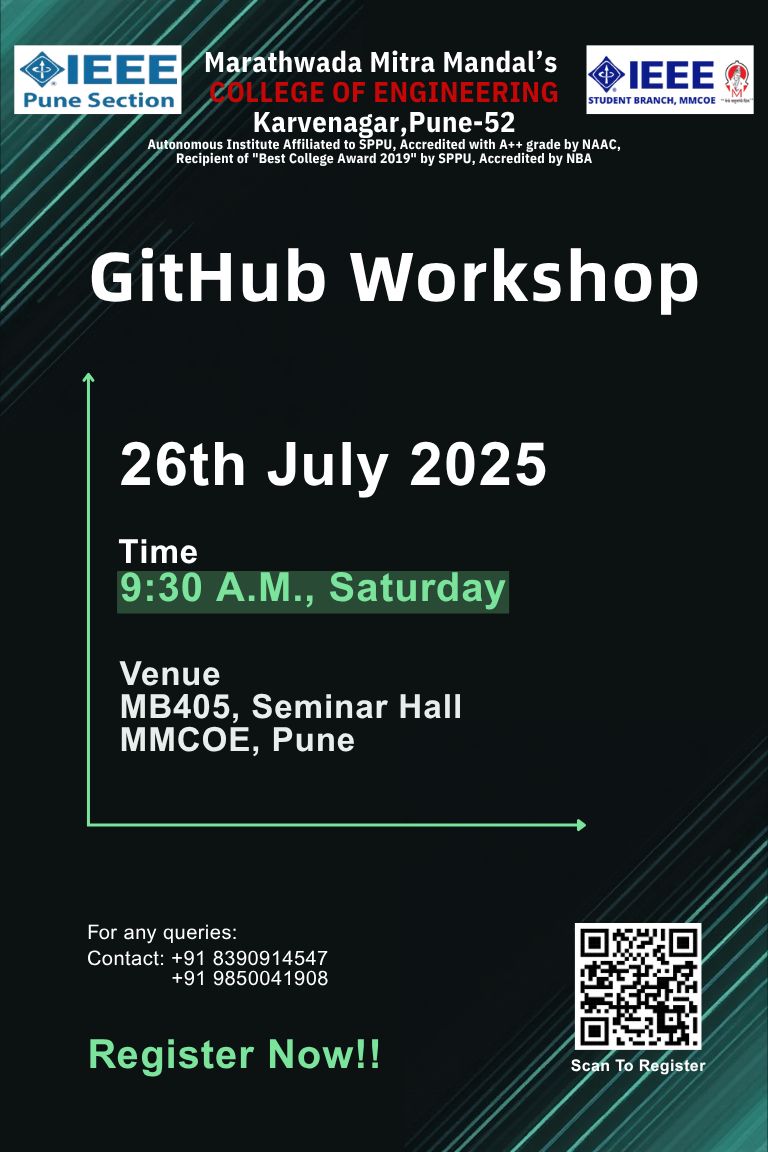 IEEE
Pune Section
Marathwada Mitra Mandal’s
COLLEGE OF ENGINEERING
Karvenagar,Pune-52
IEEE
STUDENT BRANCH, MMCOE
Autonomous Institute Affiliated to SPPU, Accredited with A++ grade by NAAC,
Recipient of "Best College Award 2019" by SPPU, Accredited by NBA
GitHub Workshop
26th July 2025
Time
9:30 A.M., Saturday
Venue
MB405, Seminar Hall
MMCOE, Pune
For any queries:
Contact: +91 8390914547
+91 9850041908
Register Now!!
Scan To Register